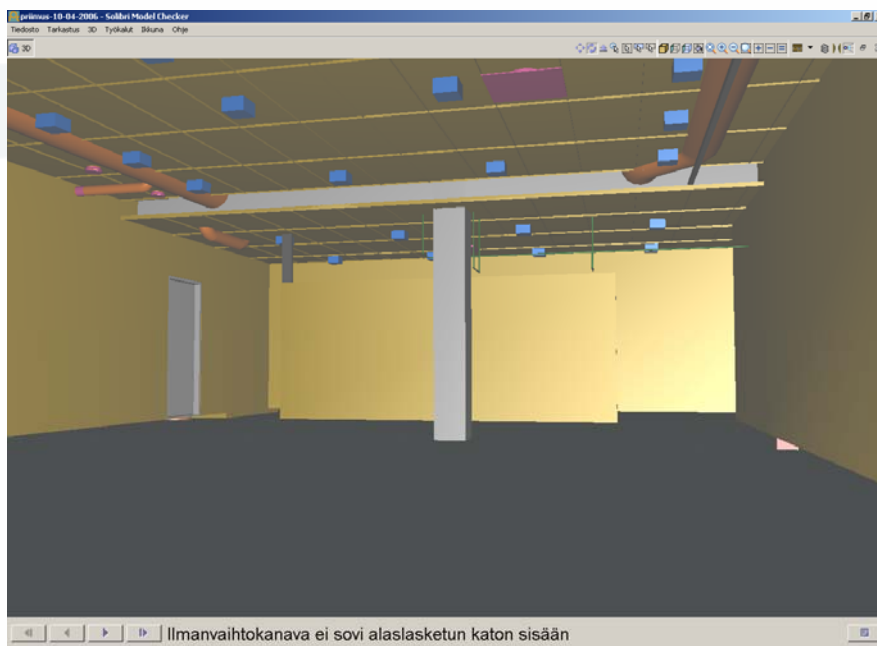 priimus-10-04-2006 - Solibri Model Checker
Tiedosto Tarkastus 3D Työkalut Ikkuna Ohje
3D
Ilmanvaihtokanava ei sovi alaslasketun katon sisään